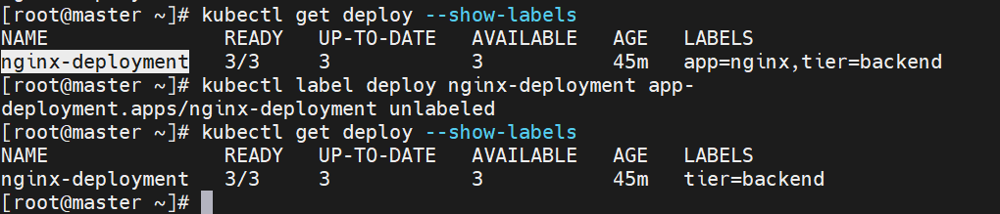 [root@master ~]# kubectl get deploy --show-labels
NAME READY UP-TO-DATE AVAILABLE AGE LABELS
nginx-deployment 3/3 3 3 45m app=nginx,tier=backend
[root@master ~]# kubectl label deploy nginx-deployment app-
deployment.apps/nginx-deployment unlabeled
[root@master ~]# kubectl get deploy --show-labels
NAME READY UP-TO-DATE AVAILABLE AGE LABELS
nginx-deployment 3/3 3 3 45m tier=backend
[root@master ~]#